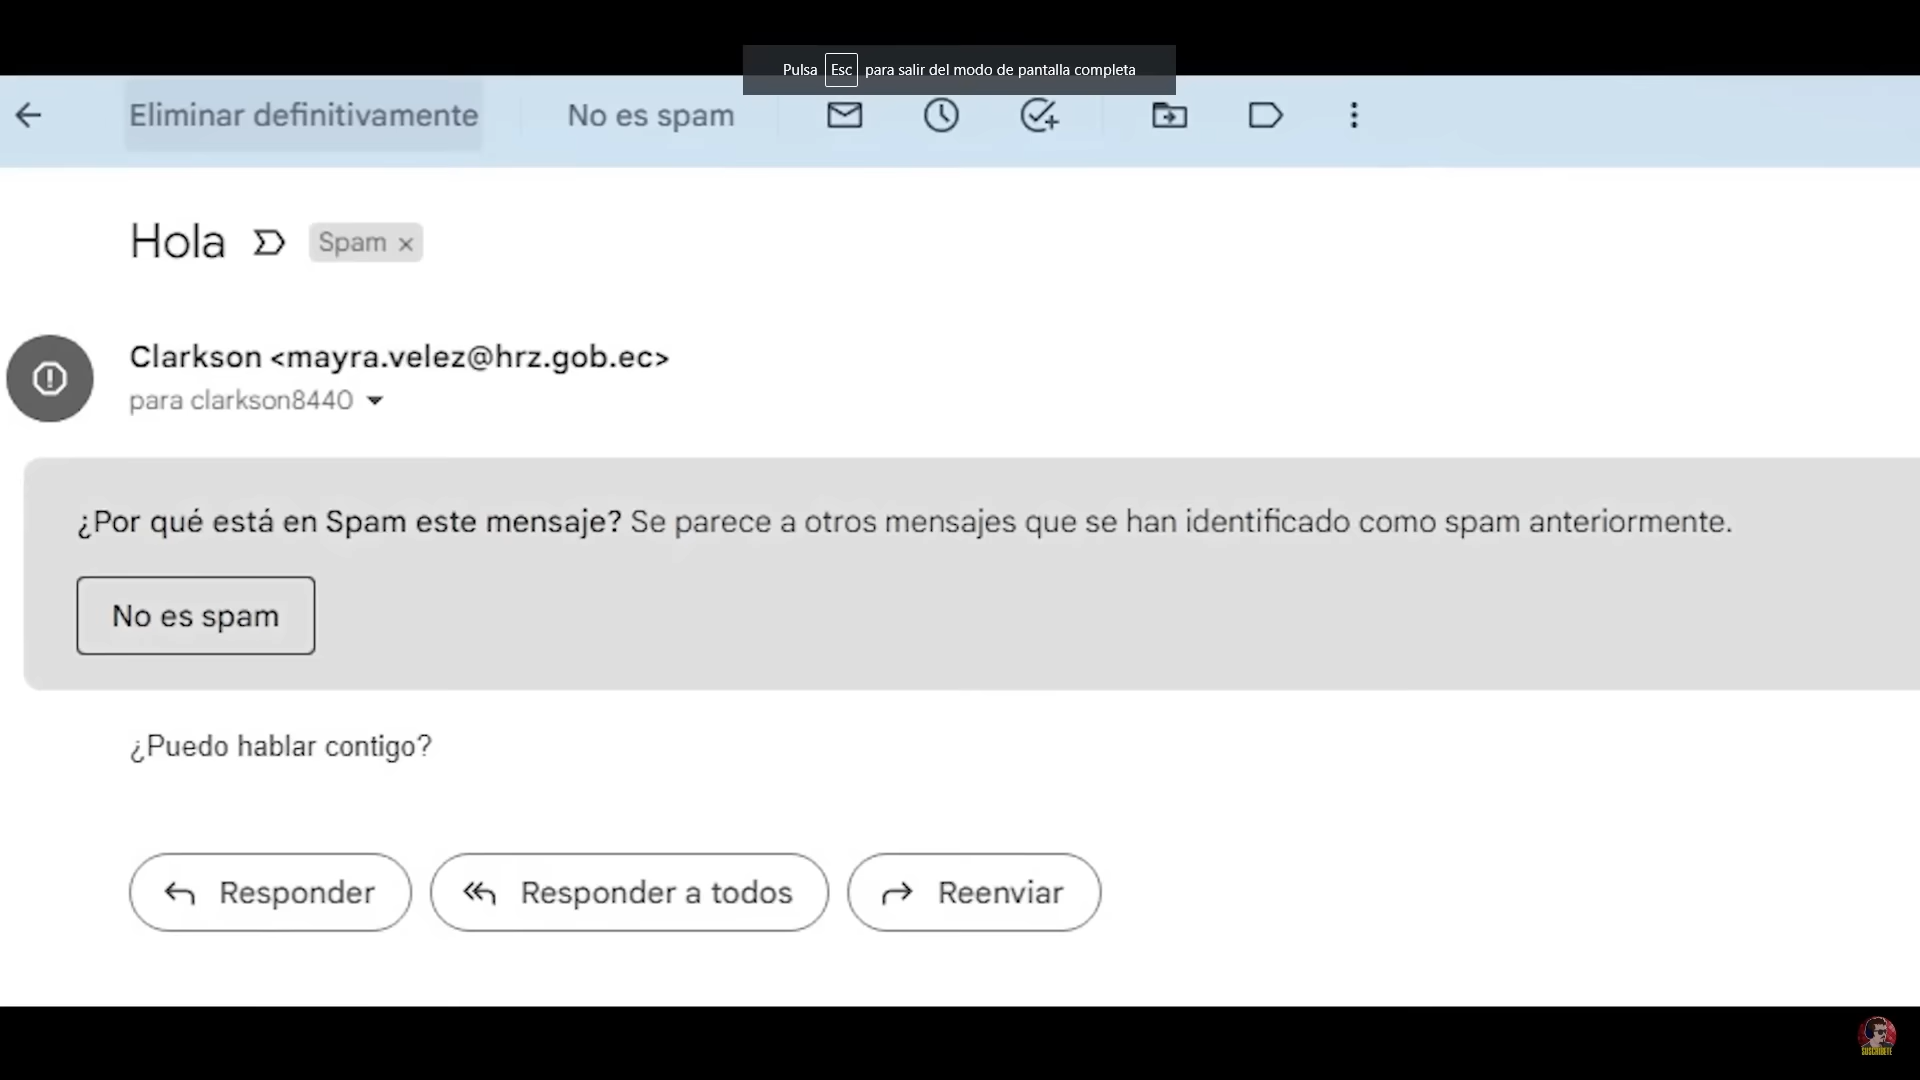 Pulsa Esc para salir del modo de pantalla completa
Eliminar definitivamente No es spam
Hola Spam
Clarkson <mayra.velez@hrz.gob.ec>
para clarkson8440
¿Por qué está en Spam este mensaje? Se parece a otros mensajes que se han identificado como spam anteriormente.
No es spam
¿Puedo hablar contigo?
Responder Responder a todos Reenviar
SUSCRIBETE